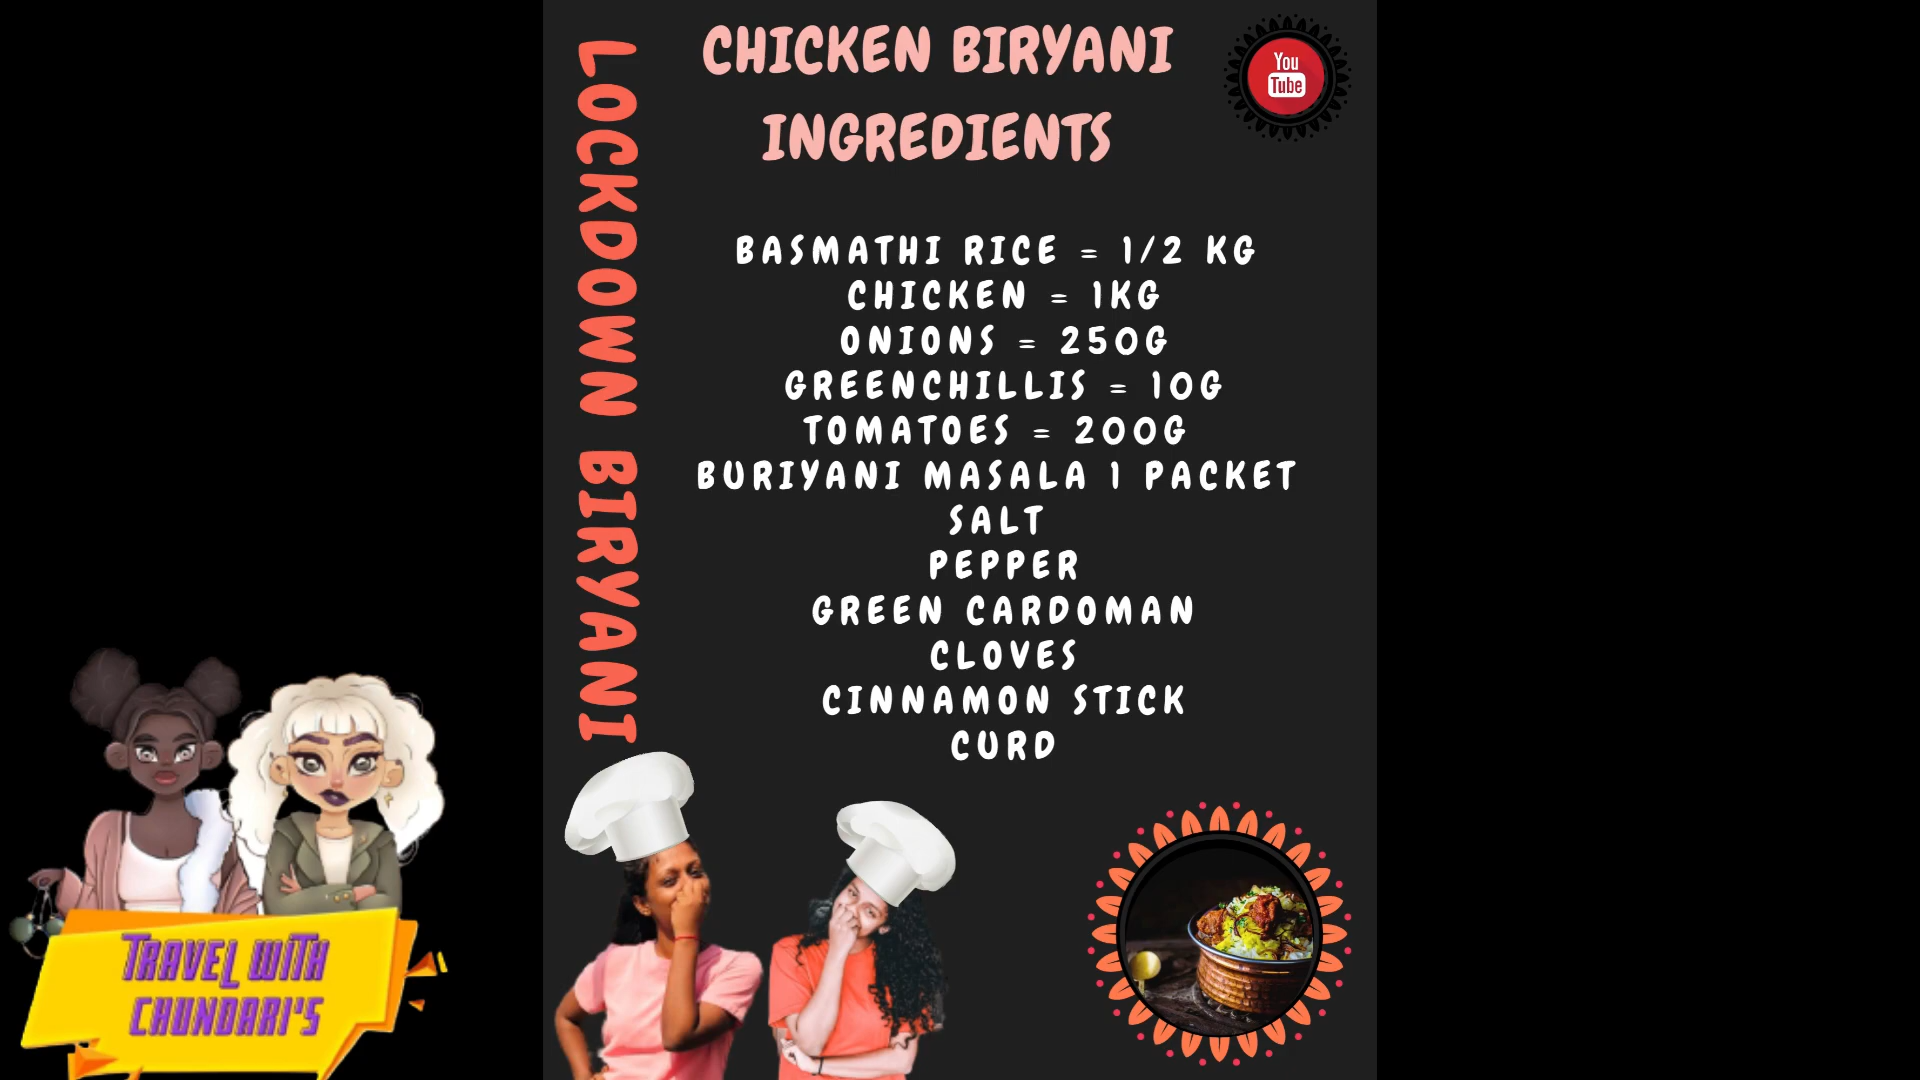 CHICKEN BIRYANI
INGREDIENTS
You
Tube
LOCKDOWN BIRYANI
BASMATHI RICE = 1/2 KG
CHICKEN = 1KG
ONIONS = 250G
GREENCHILLIS = 10G
TOMATOES = 200G
BURIYANI MASALA 1 PACKET
SALT
PEPPER
GREEN CARDOMAN
CLOVES
CINNAMON STICK
CURD
TRAVEL WITH
CHUNDARI'S